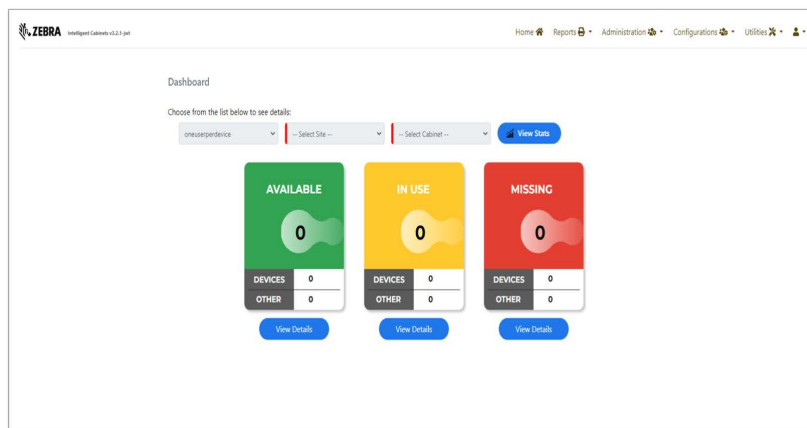 ZEBRA Intelligent Cabinets v3.2.1-jwt Home Reports Administration Configurations Utilities
Dashboard
Choose from the list below to see details:
oneuserperdevice -- Select Site -- -- Select Cabinet -- View Stats
AVAILABLE IN USE MISSING
0 0 0
DEVICES 0 DEVICES 0 DEVICES 0
OTHER 0 OTHER 0 OTHER 0
View Details View Details View Details